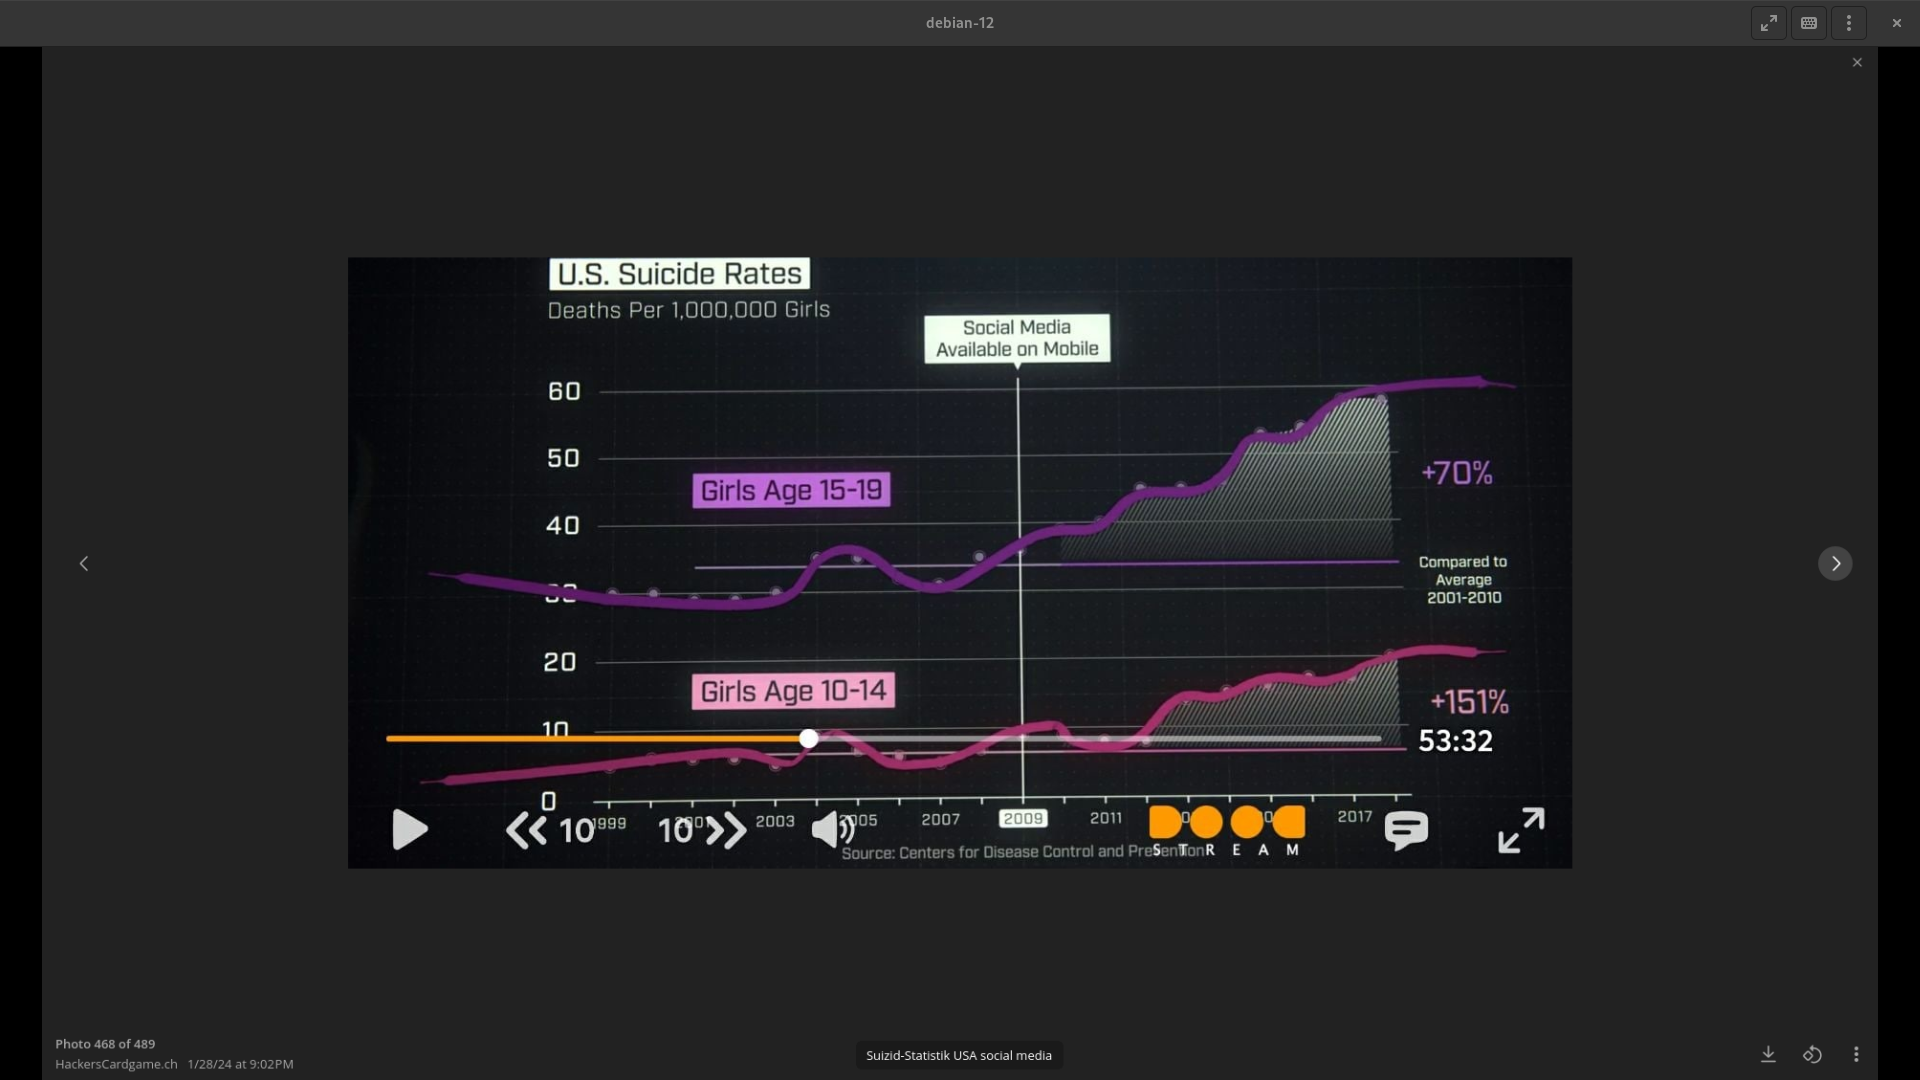 debian-12
U.S. Suicide Rates
Deaths Per 1,000,000 Girls
Social Media
Available on Mobile
60
50
Girls Age 15-19
+70%
40
Compared to
Average
2001-2010
30
20
Girls Age 10-14
+151%
10
53:32
0
1999
2001
2003
2005
2007
2009
2011
2017
10
10
STREAM
Source: Centers for Disease Control and Prevention
Photo 468 of 489
HackersCardgame.ch 1/28/24 at 9:02PM
Suizid-Statistik USA social media